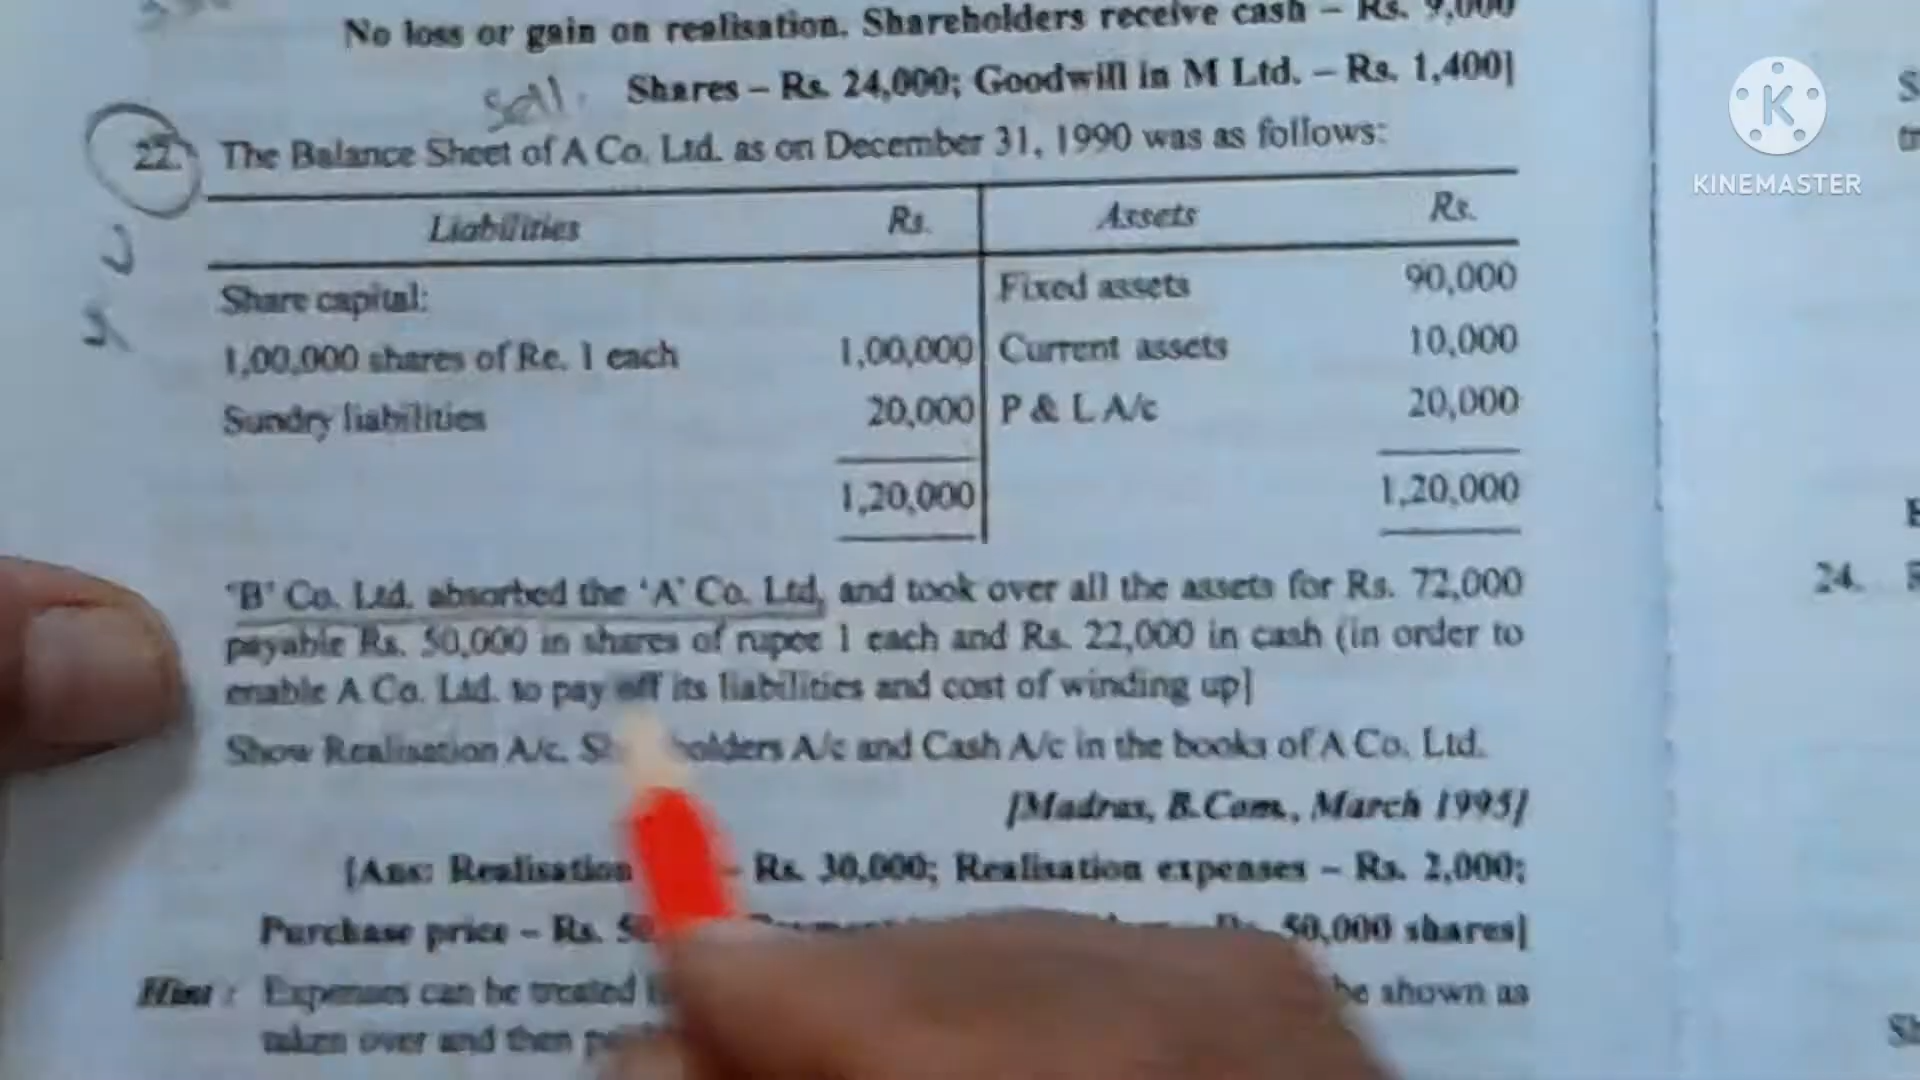 No loss or gain on realisation. Shareholders receive cash – Rs. 9,000
Shares – Rs. 24,000; Goodwill in M Ltd. – Rs. 1,400]
22. The Balance Sheet of A Co. Ltd. as on December 31, 1990 was as follows:
Liabilities Rs. Assets Rs.
Share capital: Fixed assets 90,000
1,00,000 shares of Re. 1 each 1,00,000 Current assets 10,000
Sundry liabilities 20,000 P & L A/c 20,000
1,20,000 1,20,000
'B' Co. Ltd. absorbed the 'A' Co. Ltd, and took over all the assets for Rs. 72,000
payable Rs. 50,000 in shares of rupee 1 each and Rs. 22,000 in cash (in order to
enable A Co. Ltd. to pay off its liabilities and cost of winding up]
Show Realisation A/c, A/c and Cash A/c in the books of A Co. Ltd.
[Madras, B.Com., March 1995]
[Ans: Realisation – Rs. 30,000; Realisation expenses – Rs. 2,000;
Purchase price – Rs. 50,000 shares]
Hint : Expenses can be treated be shown as
taken over and then
24.
KINEMASTER